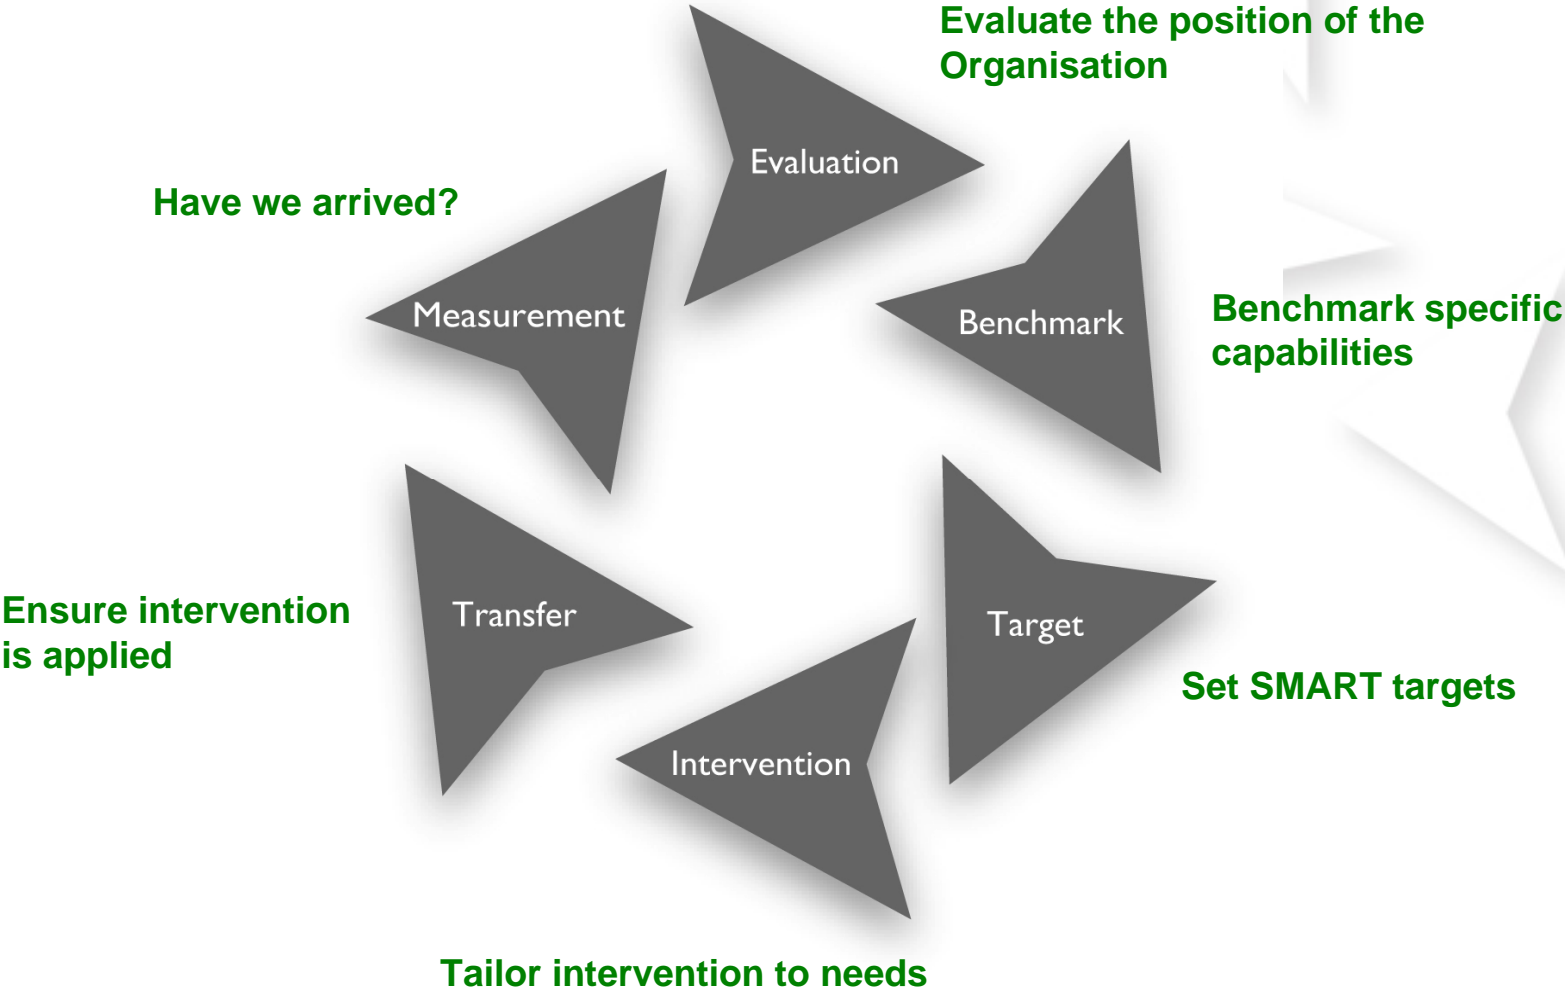 Evaluate the position of the
Organisation
Evaluation
Have we arrived?
Measurement
Benchmark
Benchmark specific
capabilities
Ensure intervention
is applied
Transfer
Target
Set SMART targets
Intervention
Tailor intervention to needs